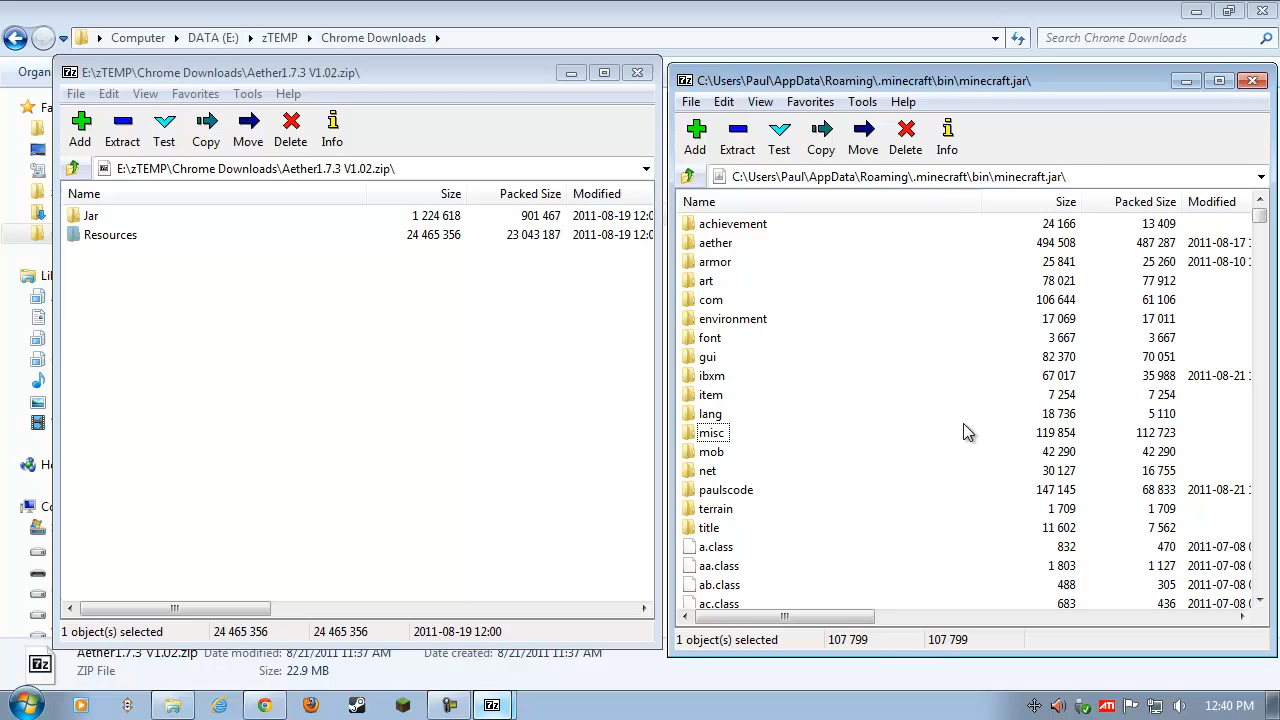 Computer DATA (E:) zTEMP Chrome Downloads
Search Chrome Downloads
Organ
Fa
Lil
H
Co
7z E:\zTEMP\Chrome Downloads\Aether1.7.3 V1.02.zip\
File Edit View Favorites Tools Help
Add Extract Test Copy Move Delete Info
E:\zTEMP\Chrome Downloads\Aether1.7.3 V1.02.zip\
Name Size Packed Size Modified
Jar 1 224 618 901 467 2011-08-19 12:0
Resources 24 465 356 23 043 187 2011-08-19 12:0
1 object(s) selected 24 465 356 24 465 356 2011-08-19 12:00
7z C:\Users\Paul\AppData\Roaming\.minecraft\bin\minecraft.jar\
File Edit View Favorites Tools Help
Add Extract Test Copy Move Delete Info
C:\Users\Paul\AppData\Roaming\.minecraft\bin\minecraft.jar\
Name Size Packed Size Modified
achievement 24 166 13 409
aether 494 508 487 287 2011-08-17 1
armor 25 841 25 260 2011-08-10 1
art 78 021 77 912
com 106 644 61 106
environment 17 069 17 011
font 3 667 3 667
gui 82 370 70 051
ibxm 67 017 35 988 2011-08-21 1
item 7 254 7 254
lang 18 736 5 110
misc 119 854 112 723
mob 42 290 42 290
net 30 127 16 755
paulscode 147 145 68 833 2011-08-21 1
terrain 1 709 1 709
title 11 602 7 562
a.class 832 470 2011-07-08 0
aa.class 1 803 1 127 2011-07-08 0
ab.class 488 305 2011-07-08 0
ac.class 683 436 2011-07-08 0
1 object(s) selected 107 799 107 799
7z
Aether1.7.3 V1.02.zip Date modified: 8/21/2011 11:37 AM Date created: 8/21/2011 11:37 AM
ZIP File Size: 22.9 MB
7z
ATI
12:40 PM